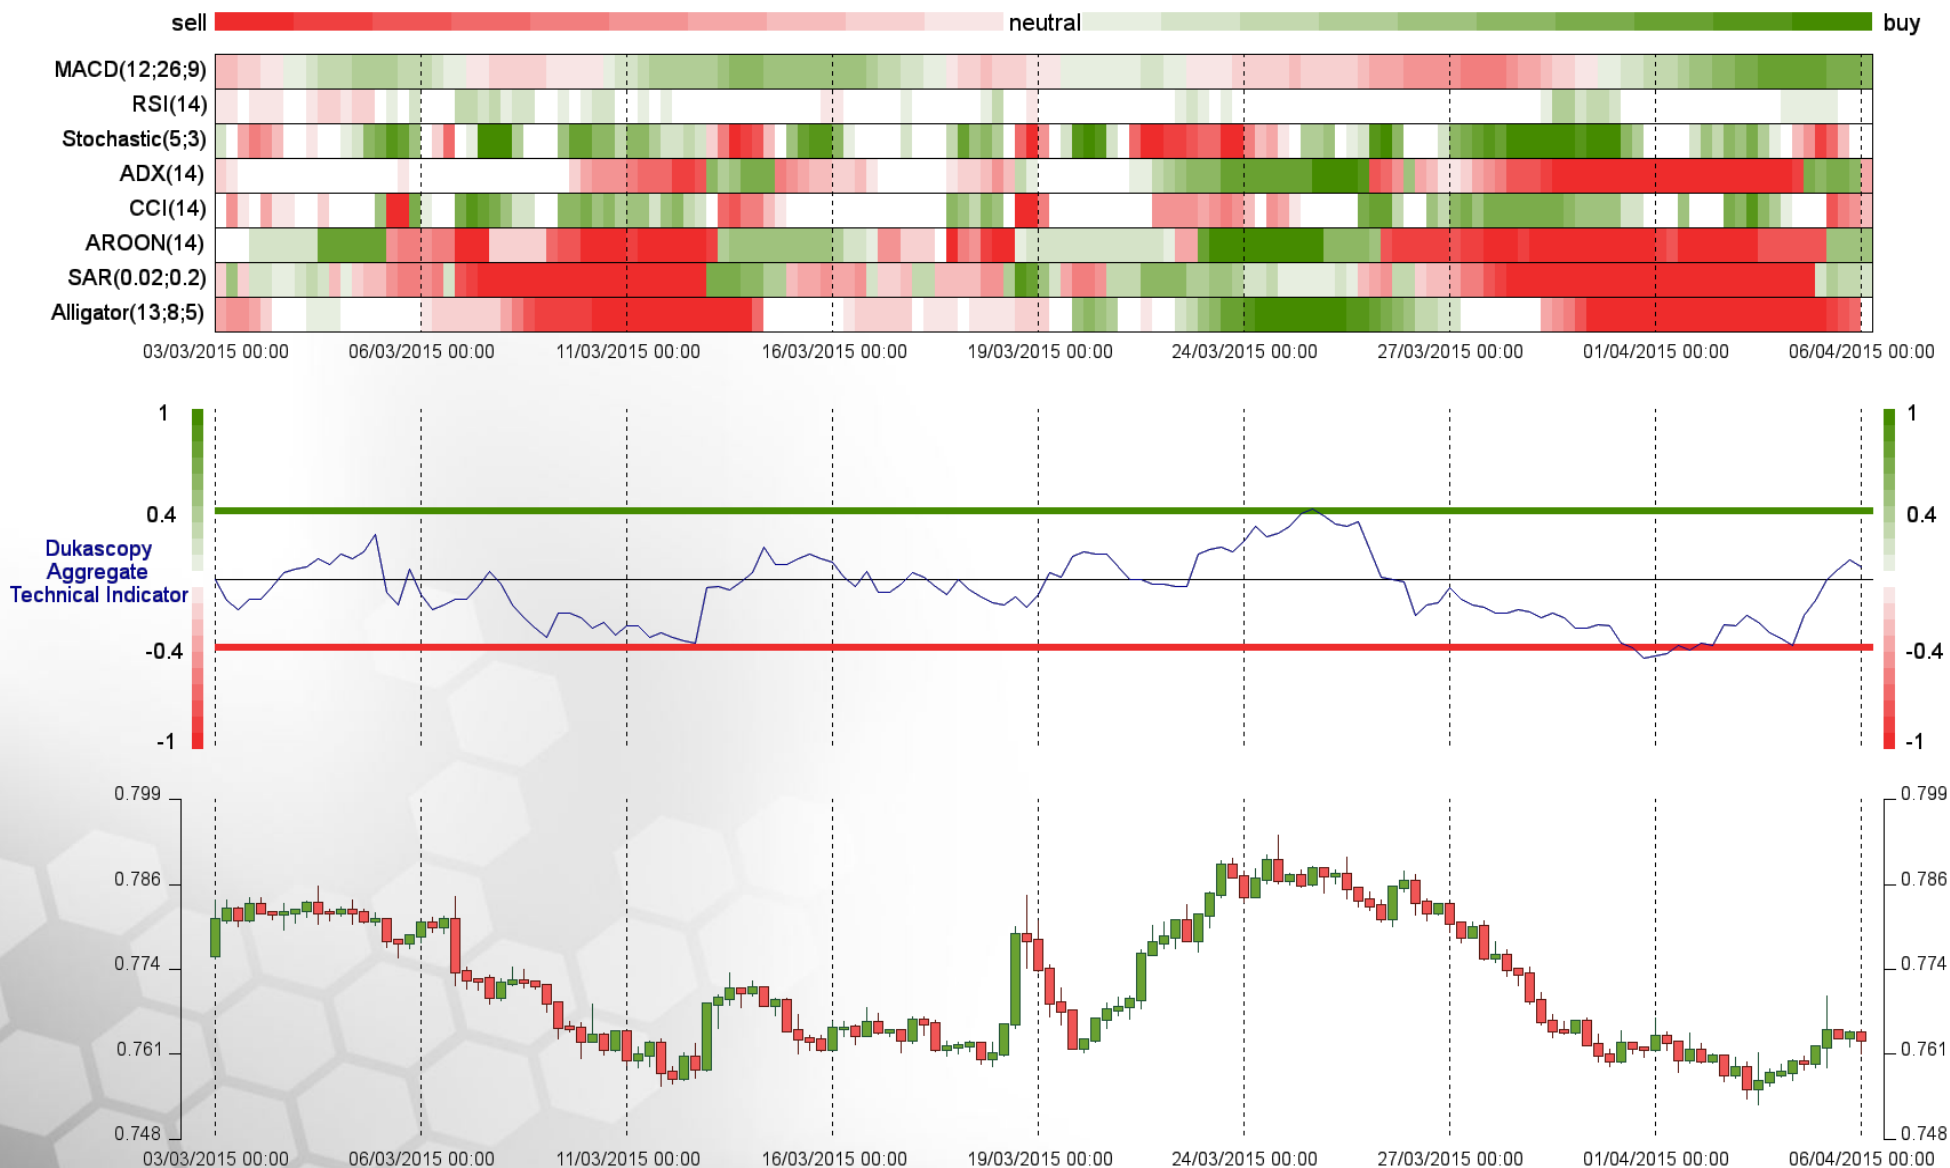 sell neutral buy
MACD(12;26;9)
RSI(14)
Stochastic(5;3)
ADX(14)
CCI(14)
AROON(14)
SAR(0.02;0.2)
Alligator(13;8;5)
03/03/2015 00:00 06/03/2015 00:00 11/03/2015 00:00 16/03/2015 00:00 19/03/2015 00:00 24/03/2015 00:00 27/03/2015 00:00 01/04/2015 00:00 06/04/2015 00:00
1 1
0.4 0.4
Dukascopy
Aggregate
Technical Indicator
-0.4 -0.4
-1 -1
0.799 0.799
0.786 0.786
0.774 0.774
0.761 0.761
0.748 0.748
03/03/2015 00:00 06/03/2015 00:00 11/03/2015 00:00 16/03/2015 00:00 19/03/2015 00:00 24/03/2015 00:00 27/03/2015 00:00 01/04/2015 00:00 06/04/2015 00:00